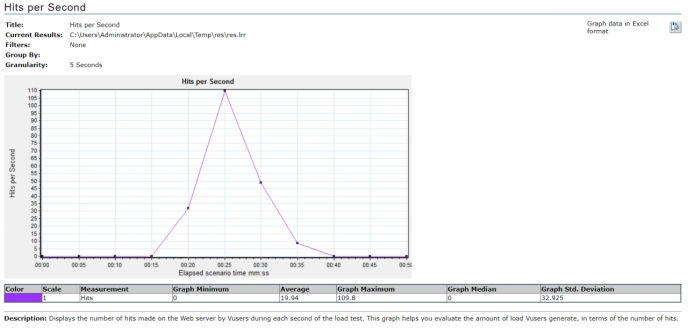 Hits per Second
Title: Hits per Second
Current Results: C:\Users\Administrator\AppData\Local\Temp\res\res.lrr
Filters: None
Group By:
Granularity: 5 Seconds
Graph data in Excel
format
Hits per Second
110
100
95
90
85
80
75
70
65
60
55
50
45
40
35
30
25
20
15
10
5
0
Hits per Second
00:00 00:05 00:10 00:15 00:20 00:25 00:30 00:35 00:40 00:45 00:50
Elapsed scenario time mm:ss
Color Scale Measurement Graph Minimum Average Graph Maximum Graph Median Graph Std. Deviation
1 Hits 0 19.94 109.8 0 32.925
Description: Displays the number of hits made on the Web server by Vusers during each second of the load test. This graph helps you evaluate the amount of load Vusers generate, in terms of the number of hits.